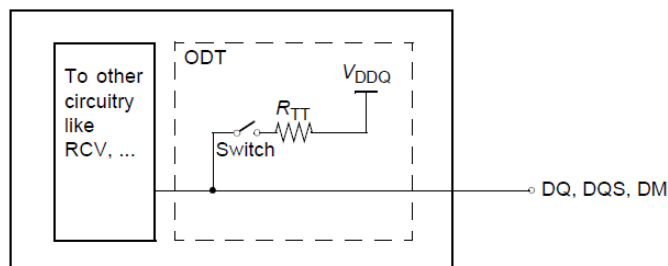 To other
circuitry
like
RCV, ...
ODT
VDDQ
RTT
Switch
DQ, DQS, DM